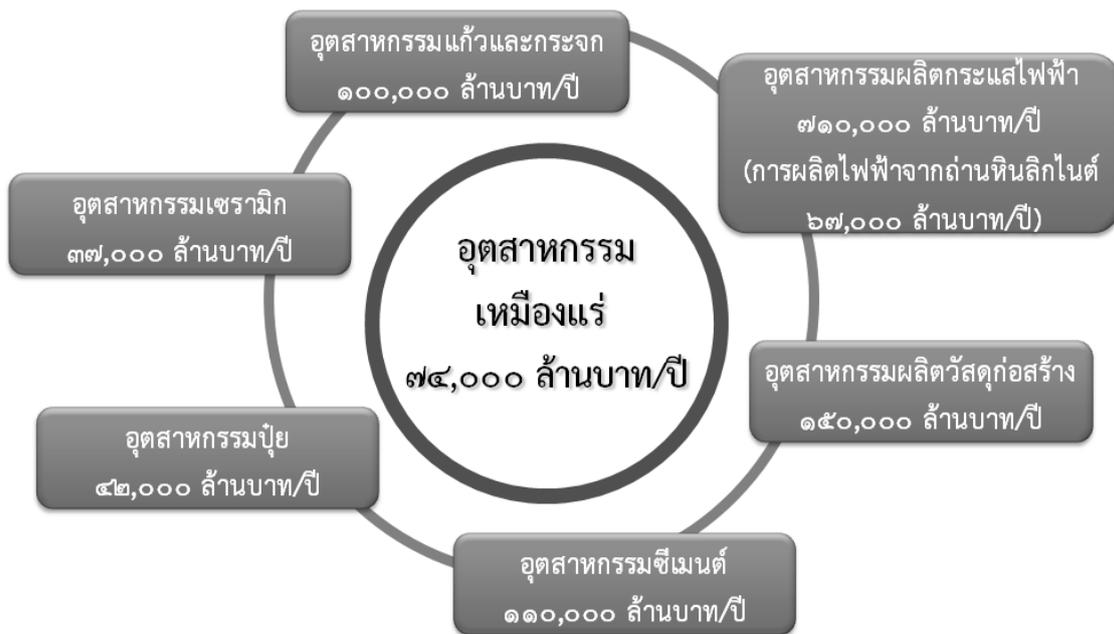 อุตสาหกรรมแก้วและกระจก
๑๐๐,๐๐๐ ล้านบาท/ปี
อุตสาหกรรมผลิตกระแสไฟฟ้า
๗๑๐,๐๐๐ ล้านบาท/ปี
(การผลิตไฟฟ้าจากถ่านหินลิกไนต์
๖๗,๐๐๐ ล้านบาท/ปี)
อุตสาหกรรมเซรามิก
๓๗,๐๐๐ ล้านบาท/ปี
อุตสาหกรรม
เหมืองแร่
๗๔,๐๐๐ ล้านบาท/ปี
อุตสาหกรรมผลิตวัสดุก่อสร้าง
๑๕๐,๐๐๐ ล้านบาท/ปี
อุตสาหกรรมปุ๋ย
๔๒,๐๐๐ ล้านบาท/ปี
อุตสาหกรรมซีเมนต์
๑๑๐,๐๐๐ ล้านบาท/ปี